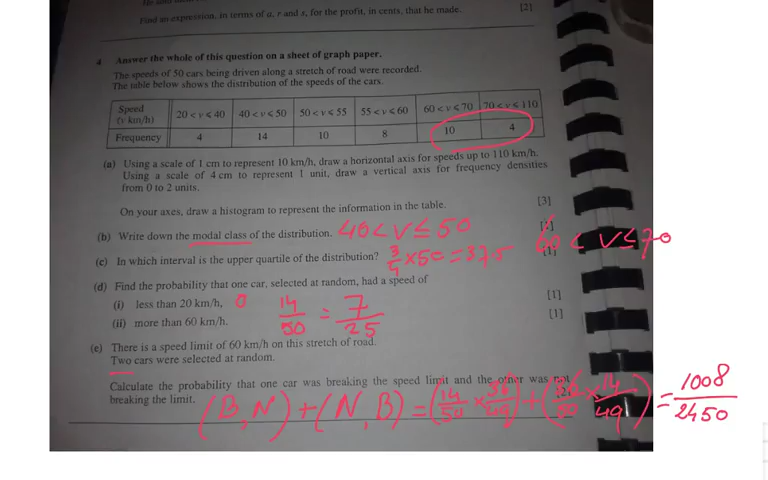 Find an expression, in terms of a, r and s, for the profit, in cents, that he made. [2]
4 Answer the whole of this question on a sheet of graph paper.
The speeds of 50 cars being driven along a stretch of road were recorded.
The table below shows the distribution of the speeds of the cars.
Speed (v km/h) 20 < v ≤ 40 40 < v ≤ 50 50 < v ≤ 55 55 < v ≤ 60 60 < v ≤ 70 70 < v ≤ 110
Frequency 4 14 10 8 10 4
(a) Using a scale of 1 cm to represent 10 km/h, draw a horizontal axis for speeds up to 110 km/h.
Using a scale of 4 cm to represent 1 unit, draw a vertical axis for frequency densities
from 0 to 2 units.
On your axes, draw a histogram to represent the information in the table. [3]
(b) Write down the modal class of the distribution. 40 < V ≤ 50
(c) In which interval is the upper quartile of the distribution? 3/4 × 50 = 37.5 [1] 60 < V ≤ 70
(d) Find the probability that one car, selected at random, had a speed of
(i) less than 20 km/h, 0 [1]
(ii) more than 60 km/h. 14/50 = 7/25 [1]
(e) There is a speed limit of 60 km/h on this stretch of road.
Two cars were selected at random.
Calculate the probability that one car was breaking the speed limit and the other was not
breaking the limit. (B, N) + (N, B) = (14/50 × 36/49) + (36/50 × 14/49) = 1008/2450